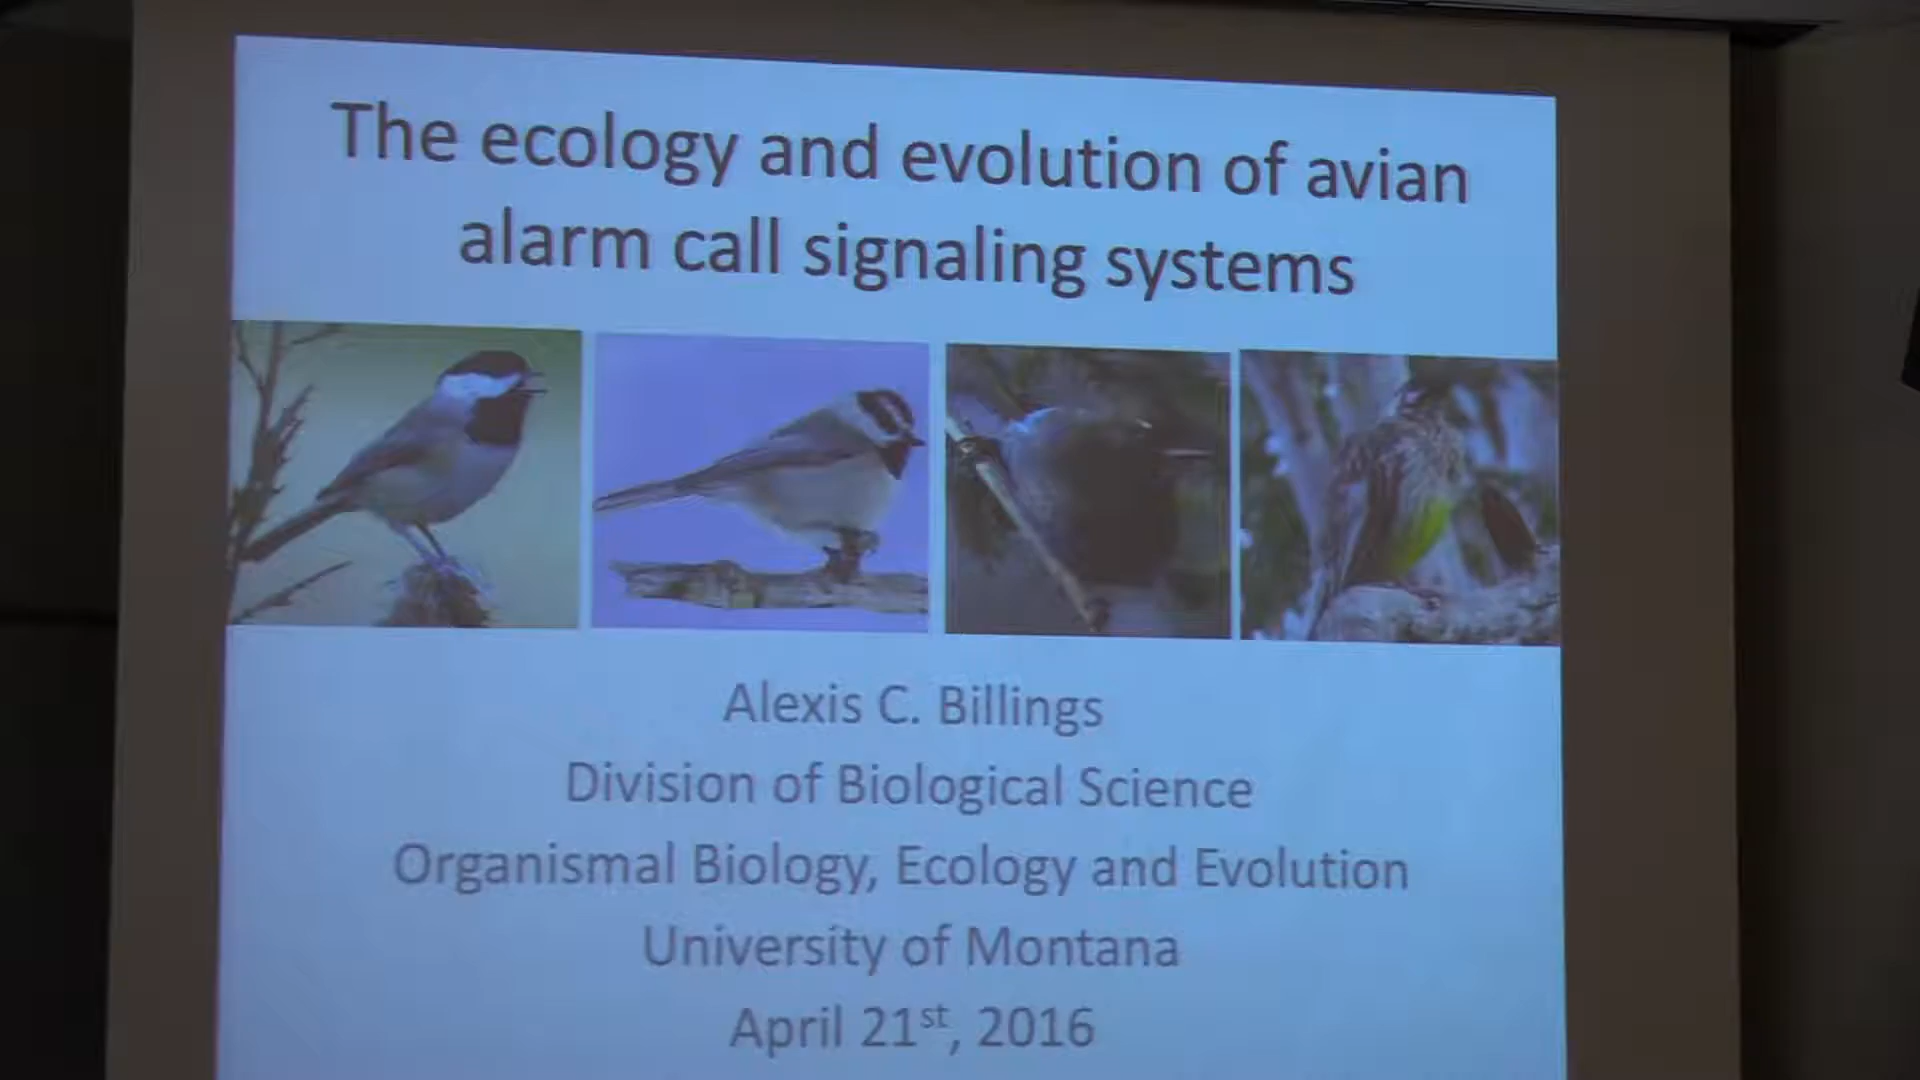 The ecology and evolution of avian
alarm call signaling systems
Alexis C. Billings
Division of Biological Science
Organismal Biology, Ecology and Evolution
University of Montana
April 21st, 2016